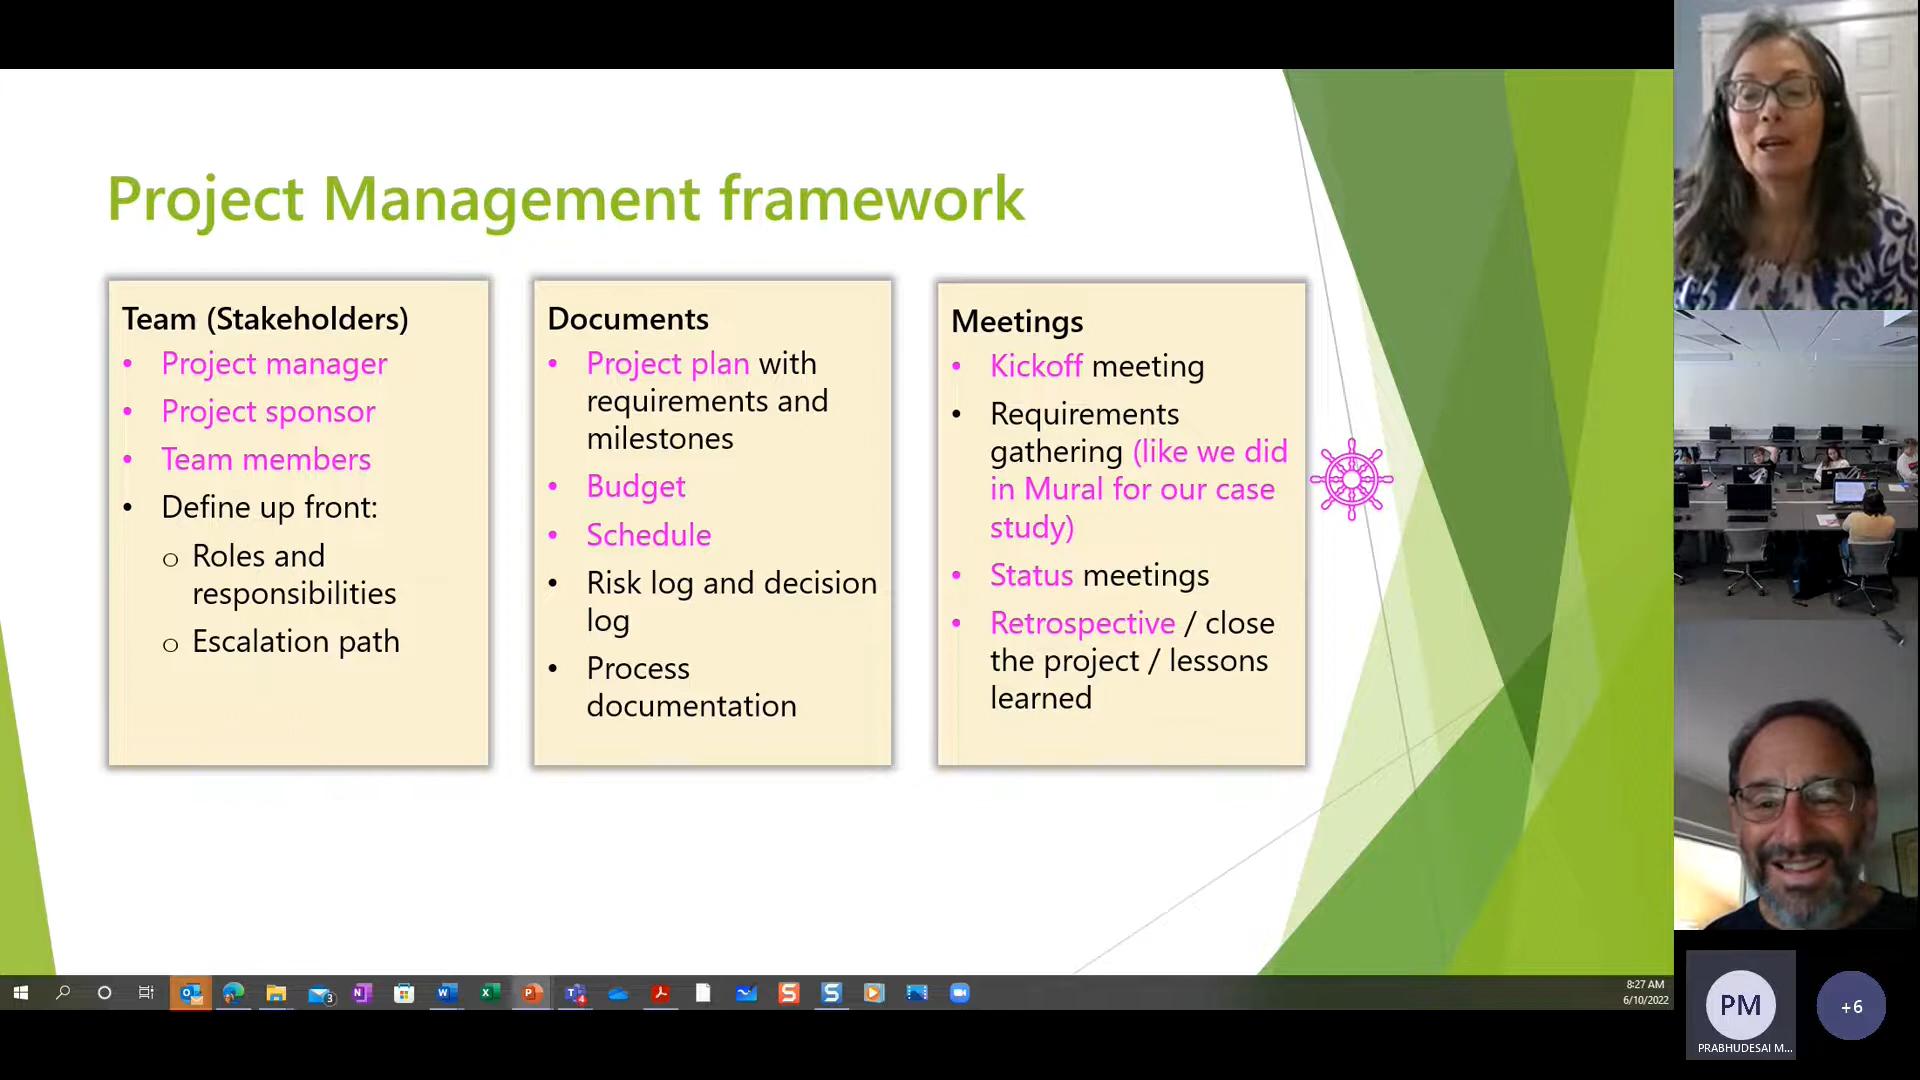 Project Management framework
Team (Stakeholders)
• Project manager
• Project sponsor
• Team members
• Define up front:
o Roles and
responsibilities
o Escalation path
Documents
• Project plan with
requirements and
milestones
• Budget
• Schedule
• Risk log and decision
log
• Process
documentation
Meetings
• Kickoff meeting
• Requirements
gathering (like we did
in Mural for our case
study)
• Status meetings
• Retrospective / close
the project / lessons
learned
3
4
8:27 AM
6/10/2022
PM
PRABHUDESAI M...
+6